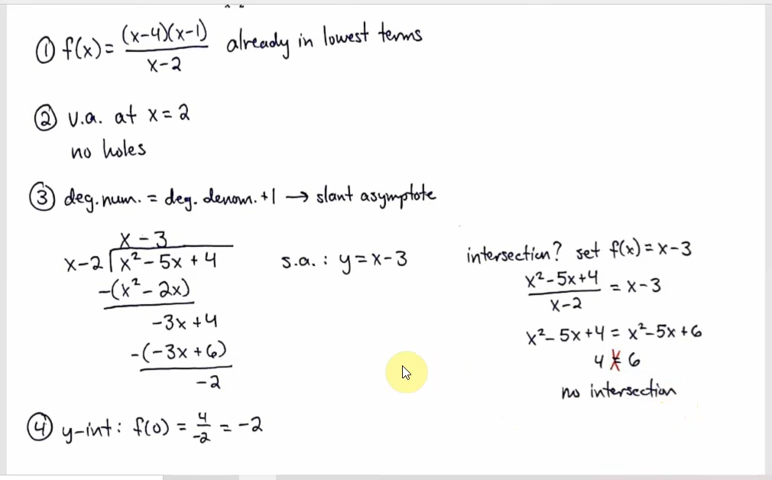 ① f(x) = (x-4)(x-1) / x-2 already in lowest terms
② v.a. at x = 2
no holes
③ deg. num. = deg. denom. +1 → slant asymptote
x - 3
x-2 ⟌ x² - 5x + 4
-(x² - 2x)
-3x + 4
-(-3x + 6)
-2
s.a. : y = x - 3
intersection? set f(x) = x-3
x²-5x+4 / x-2 = x-3
x² - 5x + 4 = x² - 5x + 6
4 ≠ 6
no intersection
④ y-int : f(0) = 4/-2 = -2